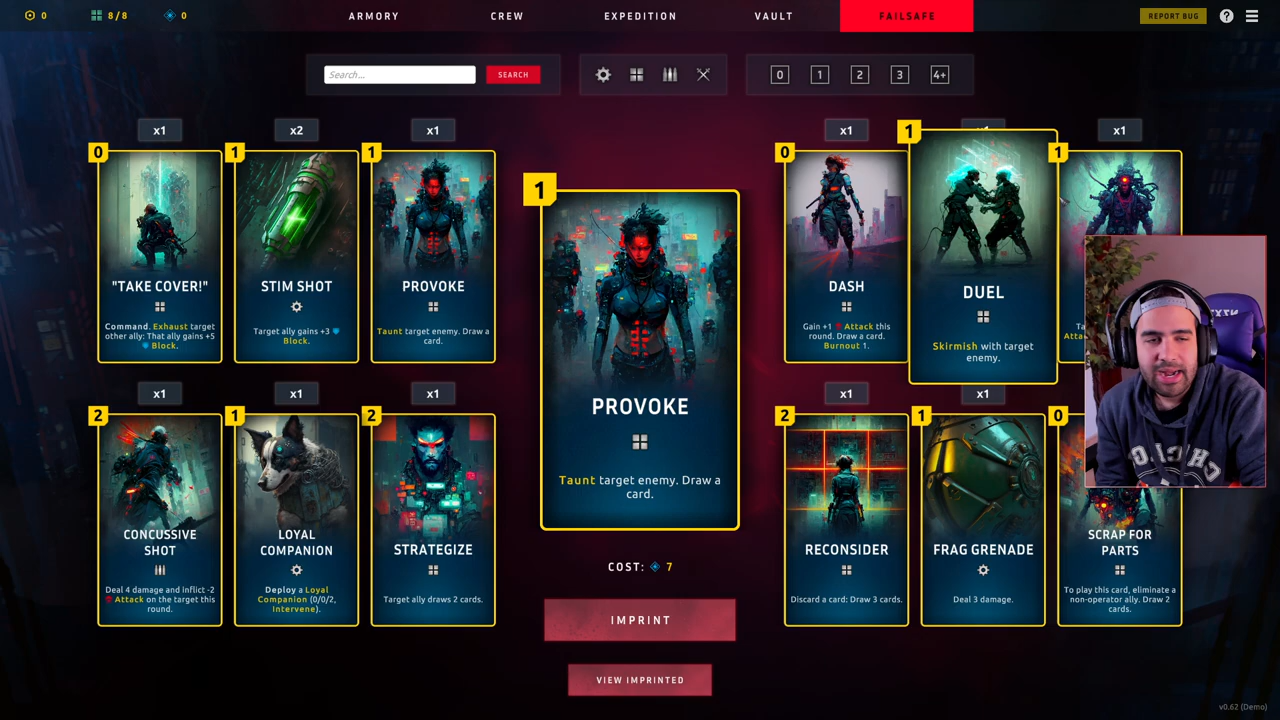 0 8/8 0
ARMORY CREW EXPEDITION VAULT FAILSAFE
REPORT BUG ?
Search... SEARCH
0 1 2 3 4+
x1 x2 x1
0
"TAKE COVER!"
Command. Exhaust target
other ally: That ally gains +5
Block.
1
STIM SHOT
Target ally gains +3
Block.
1
PROVOKE
Taunt target enemy. Draw a
card.
x1 x1 x1
2
CONCUSSIVE
SHOT
Deal 4 damage and Inflict -2
Attack on the target this
round.
1
LOYAL
COMPANION
Deploy a Loyal
Companion (0/0/2,
Intervene).
2
STRATEGIZE
Target ally draws 2 cards.
1
PROVOKE
Taunt target enemy. Draw a
card.
COST: 7
IMPRINT
VIEW IMPRINTED
x1 x1 x1
0
DASH
Gain +1 Attack this
round. Draw a card.
Burnout 1.
1
DUEL
Skirmish with target
enemy.
1
Ta
Atta
x1 x1
2
RECONSIDER
Discard a card: Draw 3 cards.
1
FRAG GRENADE
Deal 3 damage.
0
SCRAP FOR
PARTS
To play this card, eliminate a
non-operator ally. Draw 2
cards.
CHICAGO
v0.62 (Demo)